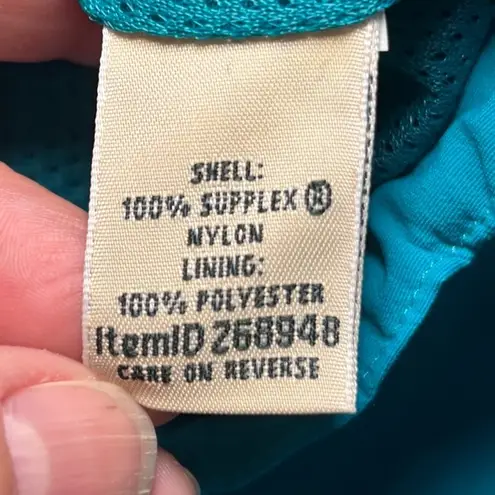 SHELL:
100% SUPPLEX ®
NYLON
LINING:
100% POLYESTER
ItemID 268948
CARE ON REVERSE